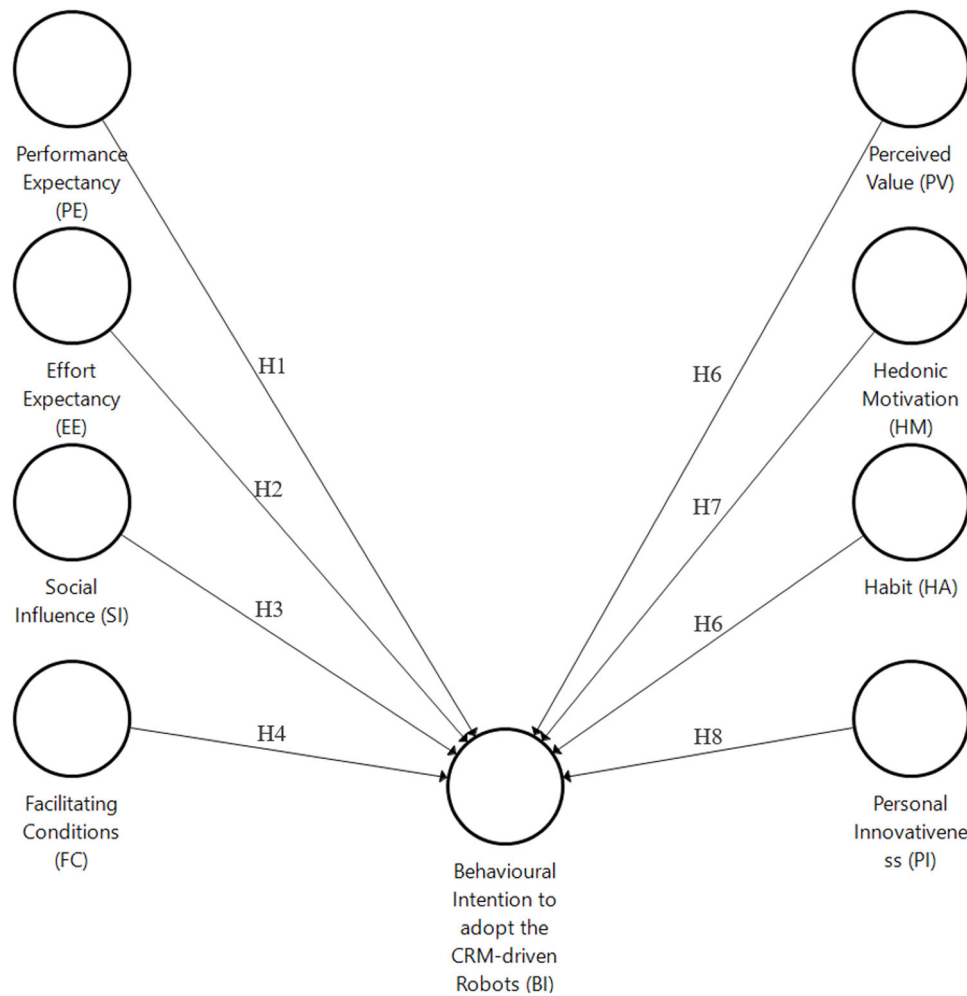 Performance
Expectancy
(PE)
Perceived
Value (PV)
H1
H6
Effort
Expectancy
(EE)
Hedonic
Motivation
(HM)
H2
H7
Social
Influence (SI)
Habit (HA)
H3
H6
H4
H8
Facilitating
Conditions
(FC)
Personal
Innovativene
ss (PI)
Behavioural
Intention to
adopt the
CRM-driven
Robots (BI)